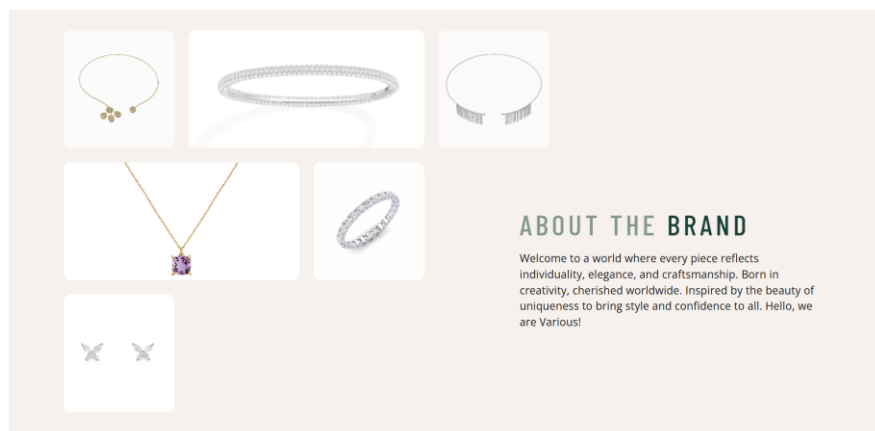 ABOUT THE BRAND
Welcome to a world where every piece reflects
individuality, elegance, and craftsmanship. Born in
creativity, cherished worldwide. Inspired by the beauty of
uniqueness to bring style and confidence to all. Hello, we
are Various!